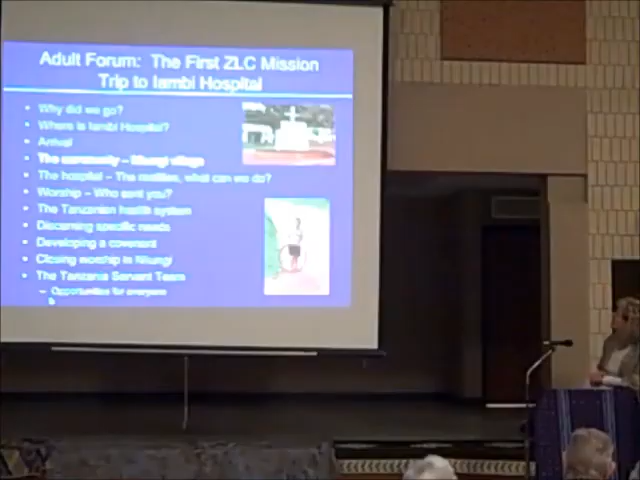 Adult Forum: The First ZLC Mission
Trip to Iambi Hospital
• Why did we go?
• Where is Iambi Hospital?
• Arrival
• The community – Nkungi village
• The hospital – The realities, what can we do?
• Worship – Who sent you?
• The Tanzanian health system
• Discerning specific needs
• Developing a covenant
• Closing worship in Nkungi
• The Tanzania Servant Team
– Opportunities for everyone